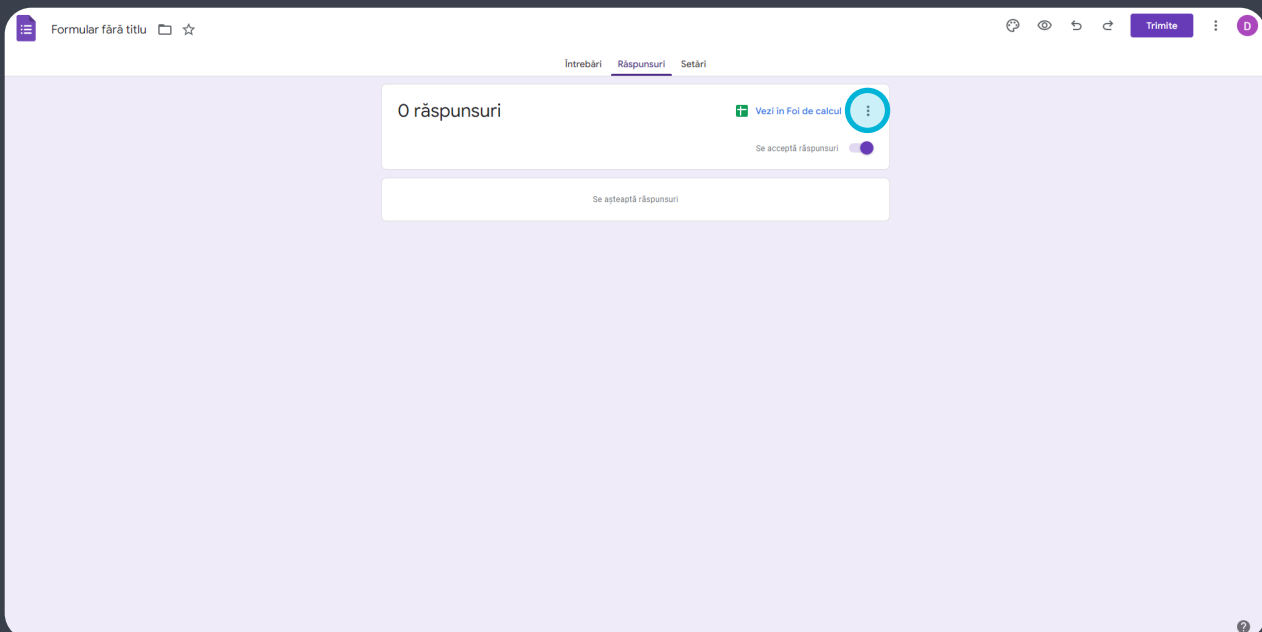 Formular fără titlu
Trimite
D
Întrebări Răspunsuri Setări
0 răspunsuri
Vezi în Foi de calcul
Se acceptă răspunsuri
Se așteaptă răspunsuri
?